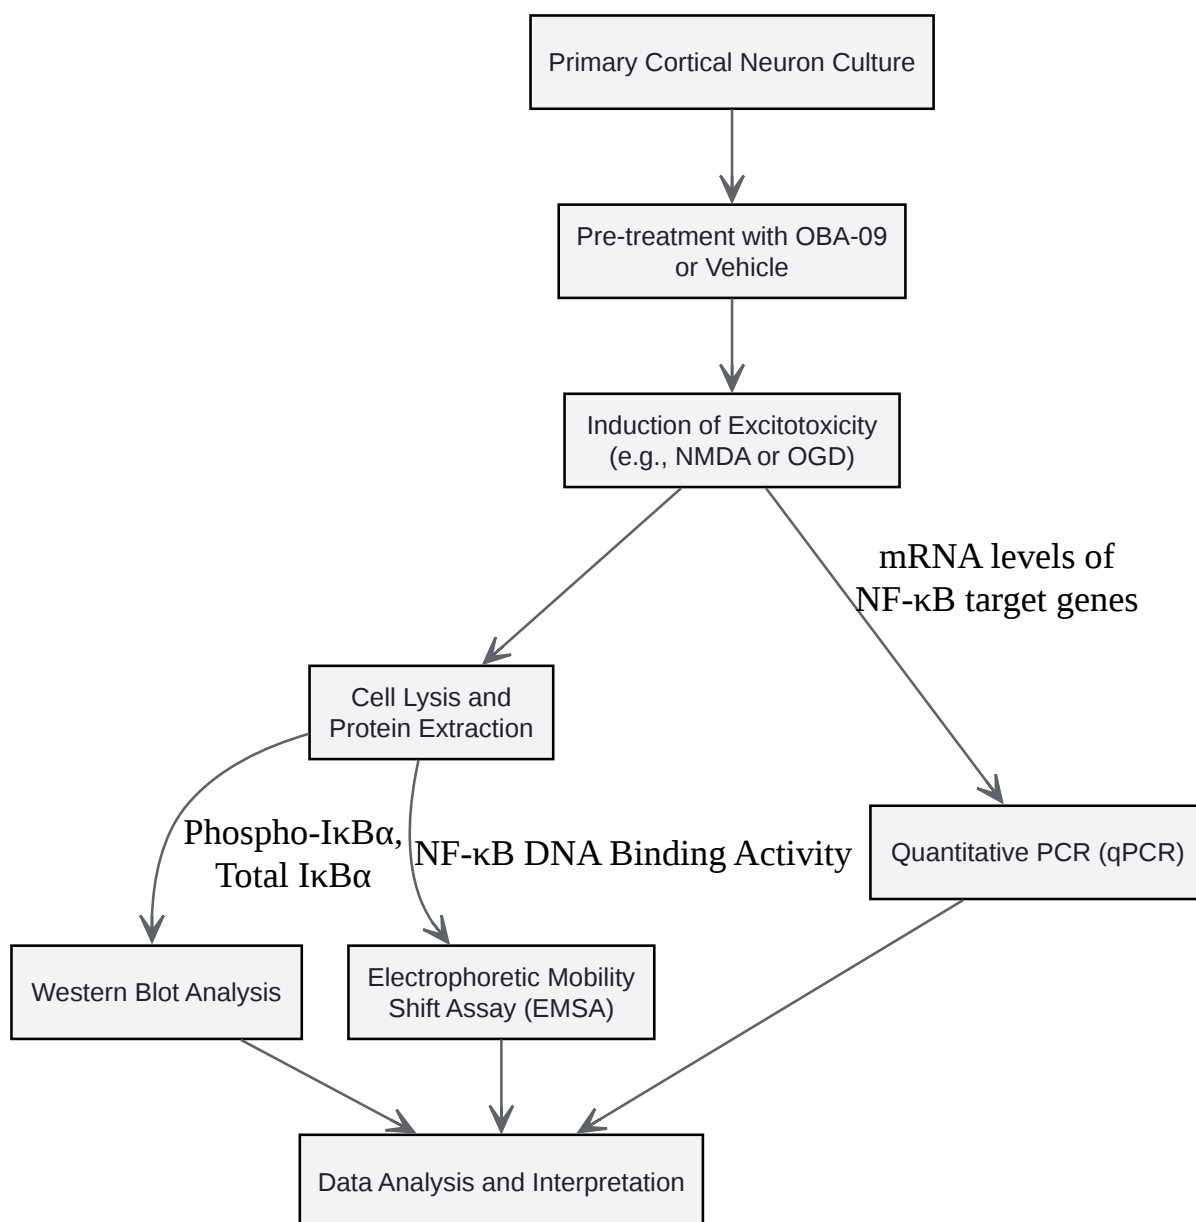 Primary Cortical Neuron Culture
Pre-treatment with OBA-09
or Vehicle
Induction of Excitotoxicity
(e.g., NMDA or OGD)
mRNA levels of
NF-κB target genes
Cell Lysis and
Protein Extraction
Phospho-IκBα,
Total IκBα
NF-κB DNA Binding Activity
Quantitative PCR (qPCR)
Western Blot Analysis
Electrophoretic Mobility
Shift Assay (EMSA)
Data Analysis and Interpretation